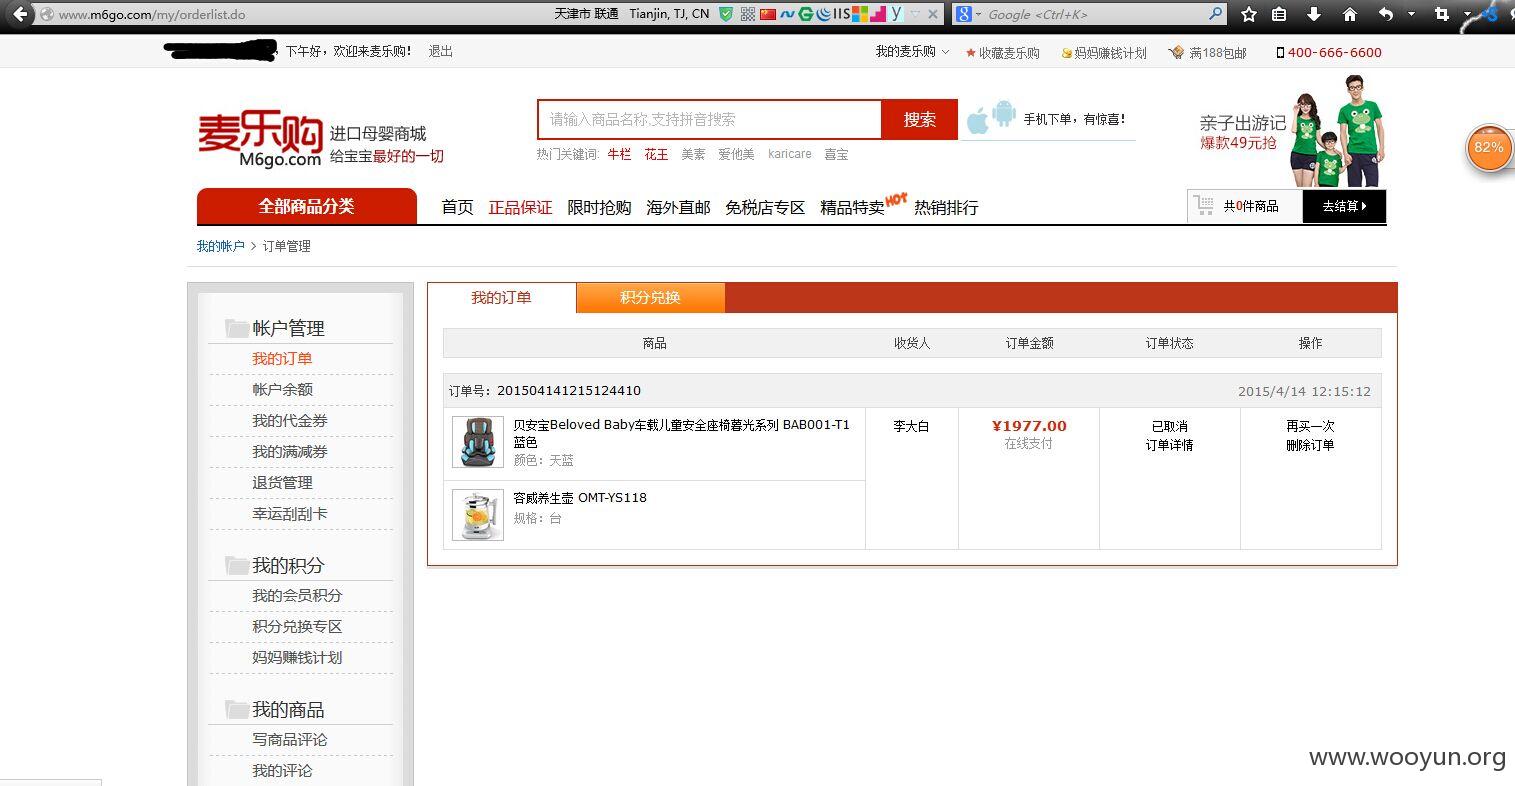 www.m6go.com/my/orderlist.do 天津市 联通 Tianjin, TJ, CN IIS Google <Ctrl+K>
下午好，欢迎来麦乐购！ 退出 我的麦乐购 收藏麦乐购 妈妈赚钱计划 满188包邮 400-666-6600
麦乐购 M6go.com
进口母婴商城
给宝宝最好的一切
请输入商品名称,支持拼音搜索 搜索
手机下单，有惊喜！
热门关键词: 牛栏 花王 美素 爱他美 karicare 喜宝
亲子出游记
爆款49元抢
82%
全部商品分类 首页 正品保证 限时抢购 海外直邮 免税店专区 精品特卖 HOT 热销排行
共0件商品 去结算
我的帐户 > 订单管理
帐户管理
我的订单
帐户余额
我的代金券
我的满减券
退货管理
幸运刮刮卡
我的积分
我的会员积分
积分兑换专区
妈妈赚钱计划
我的商品
写商品评论
我的评论
我的订单 积分兑换
商品 收货人 订单金额 订单状态 操作
订单号：201504141215124410 2015/4/14 12:15:12
贝安宝Beloved Baby车载儿童安全座椅暮光系列 BAB001-T1
蓝色
颜色：天蓝
李大白
¥1977.00
在线支付
已取消
订单详情
再买一次
删除订单
容威养生壶 OMT-YS118
规格：台
www.wooyun.org